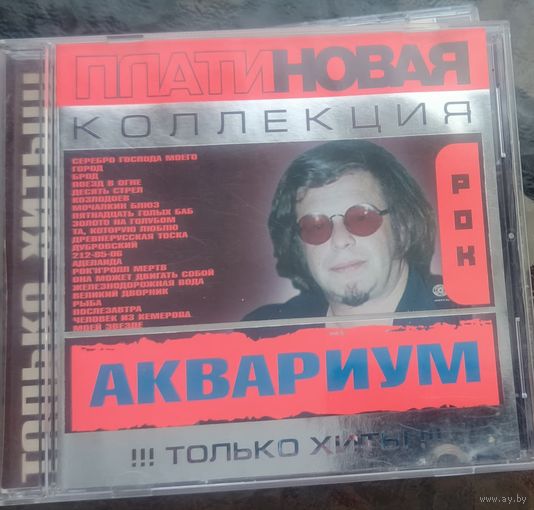 ПЛАТИНОВАЯ
КОЛЛЕКЦИЯ
СЕРЕБРО ГОСПОДА МОЕГО
ГОРОД
БРОД
ПОЕЗД В ОГНЕ
ДЕСЯТЬ СТРЕЛ
КОЗЛОДОЕВ
МОЧАЛКИН БЛЮЗ
ПЯТНАДЦАТЬ ГОЛЫХ БАБ
ЗОЛОТО НА ГОЛУБОМ
ТА, КОТОРУЮ ЛЮБЛЮ
ДРЕВНЕРУССКАЯ ТОСКА
ДУБРОВСКИЙ
212-85-06
АДЕЛАИДА
РОК'Н'РОЛЛ МЕРТВ
ОНА МОЖЕТ ДВИГАТЬ СОБОЙ
ЖЕЛЕЗНОДОРОЖНАЯ ВОДА
ВЕЛИКИЙ ДВОРНИК
РЫБА
ПОСЛЕЗАВТРА
ЧЕЛОВЕК ИЗ КЕМЕРОВА
МОЕЙ ЗВЕЗДЕ
РОК
АКВАРИУМ
!!! ТОЛЬКО ХИТЫ !!!
ТОЛЬКО ХИТЫ!!!
www.ay.by